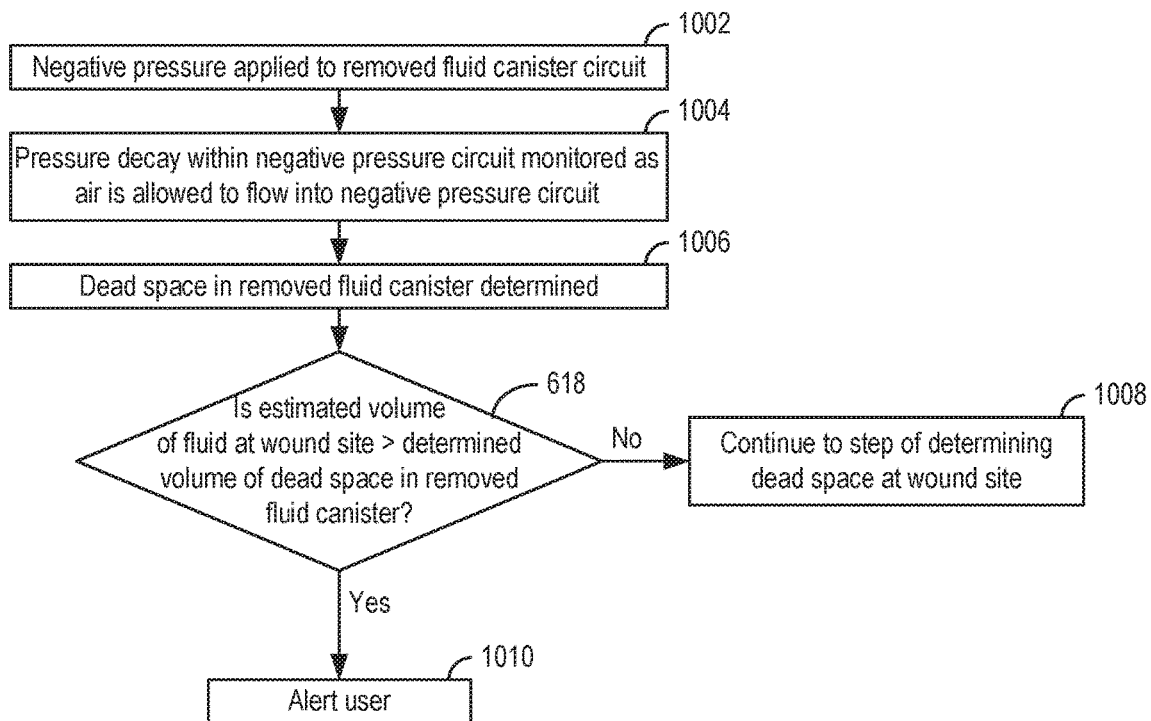 1002
Negative pressure applied to removed fluid canister circuit
1004
Pressure decay within negative pressure circuit monitored as
air is allowed to flow into negative pressure circuit
1006
Dead space in removed fluid canister determined
618
Is estimated volume
of fluid at wound site > determined
volume of dead space in removed
fluid canister?
No
1008
Continue to step of determining
dead space at wound site
Yes
1010
Alert user